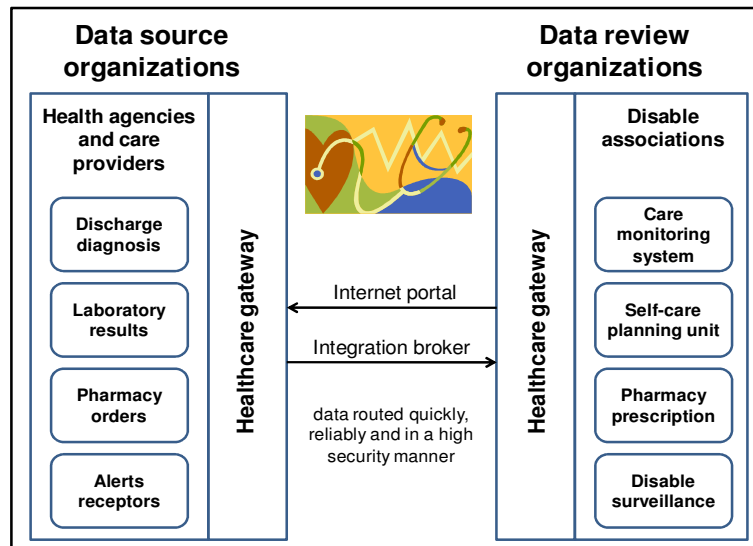 Data source
organizations
Data review
organizations
Health agencies
and care
providers
Discharge
diagnosis
Laboratory
results
Pharmacy
orders
Alerts
receptors
Healthcare gateway
Internet portal
Integration broker
data routed quickly,
reliably and in a high
security manner
Healthcare gateway
Disable
associations
Care
monitoring
system
Self-care
planning unit
Pharmacy
prescription
Disable
surveillance